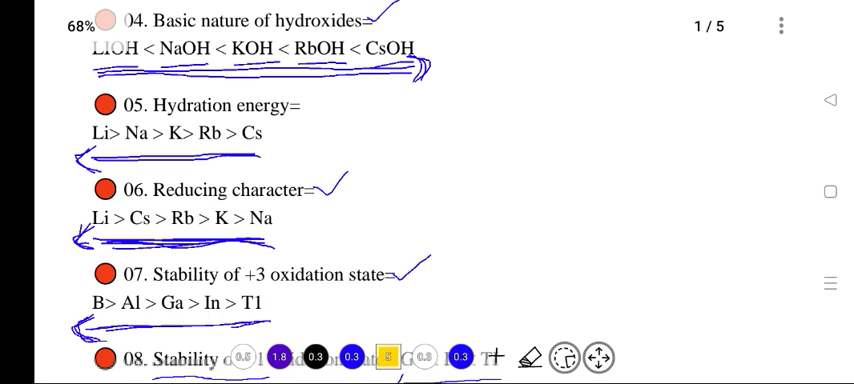 68%
1 / 5
04. Basic nature of hydroxides=
LIOH < NaOH < KOH < RbOH < CsOH
05. Hydration energy=
Li> Na > K> Rb > Cs
06. Reducing character=
Li > Cs > Rb > K > Na
07. Stability of +3 oxidation state=
B> Al > Ga > In > T1
08. Stability
0.5 1.8 0.3 0.3 5 0.3 0.3